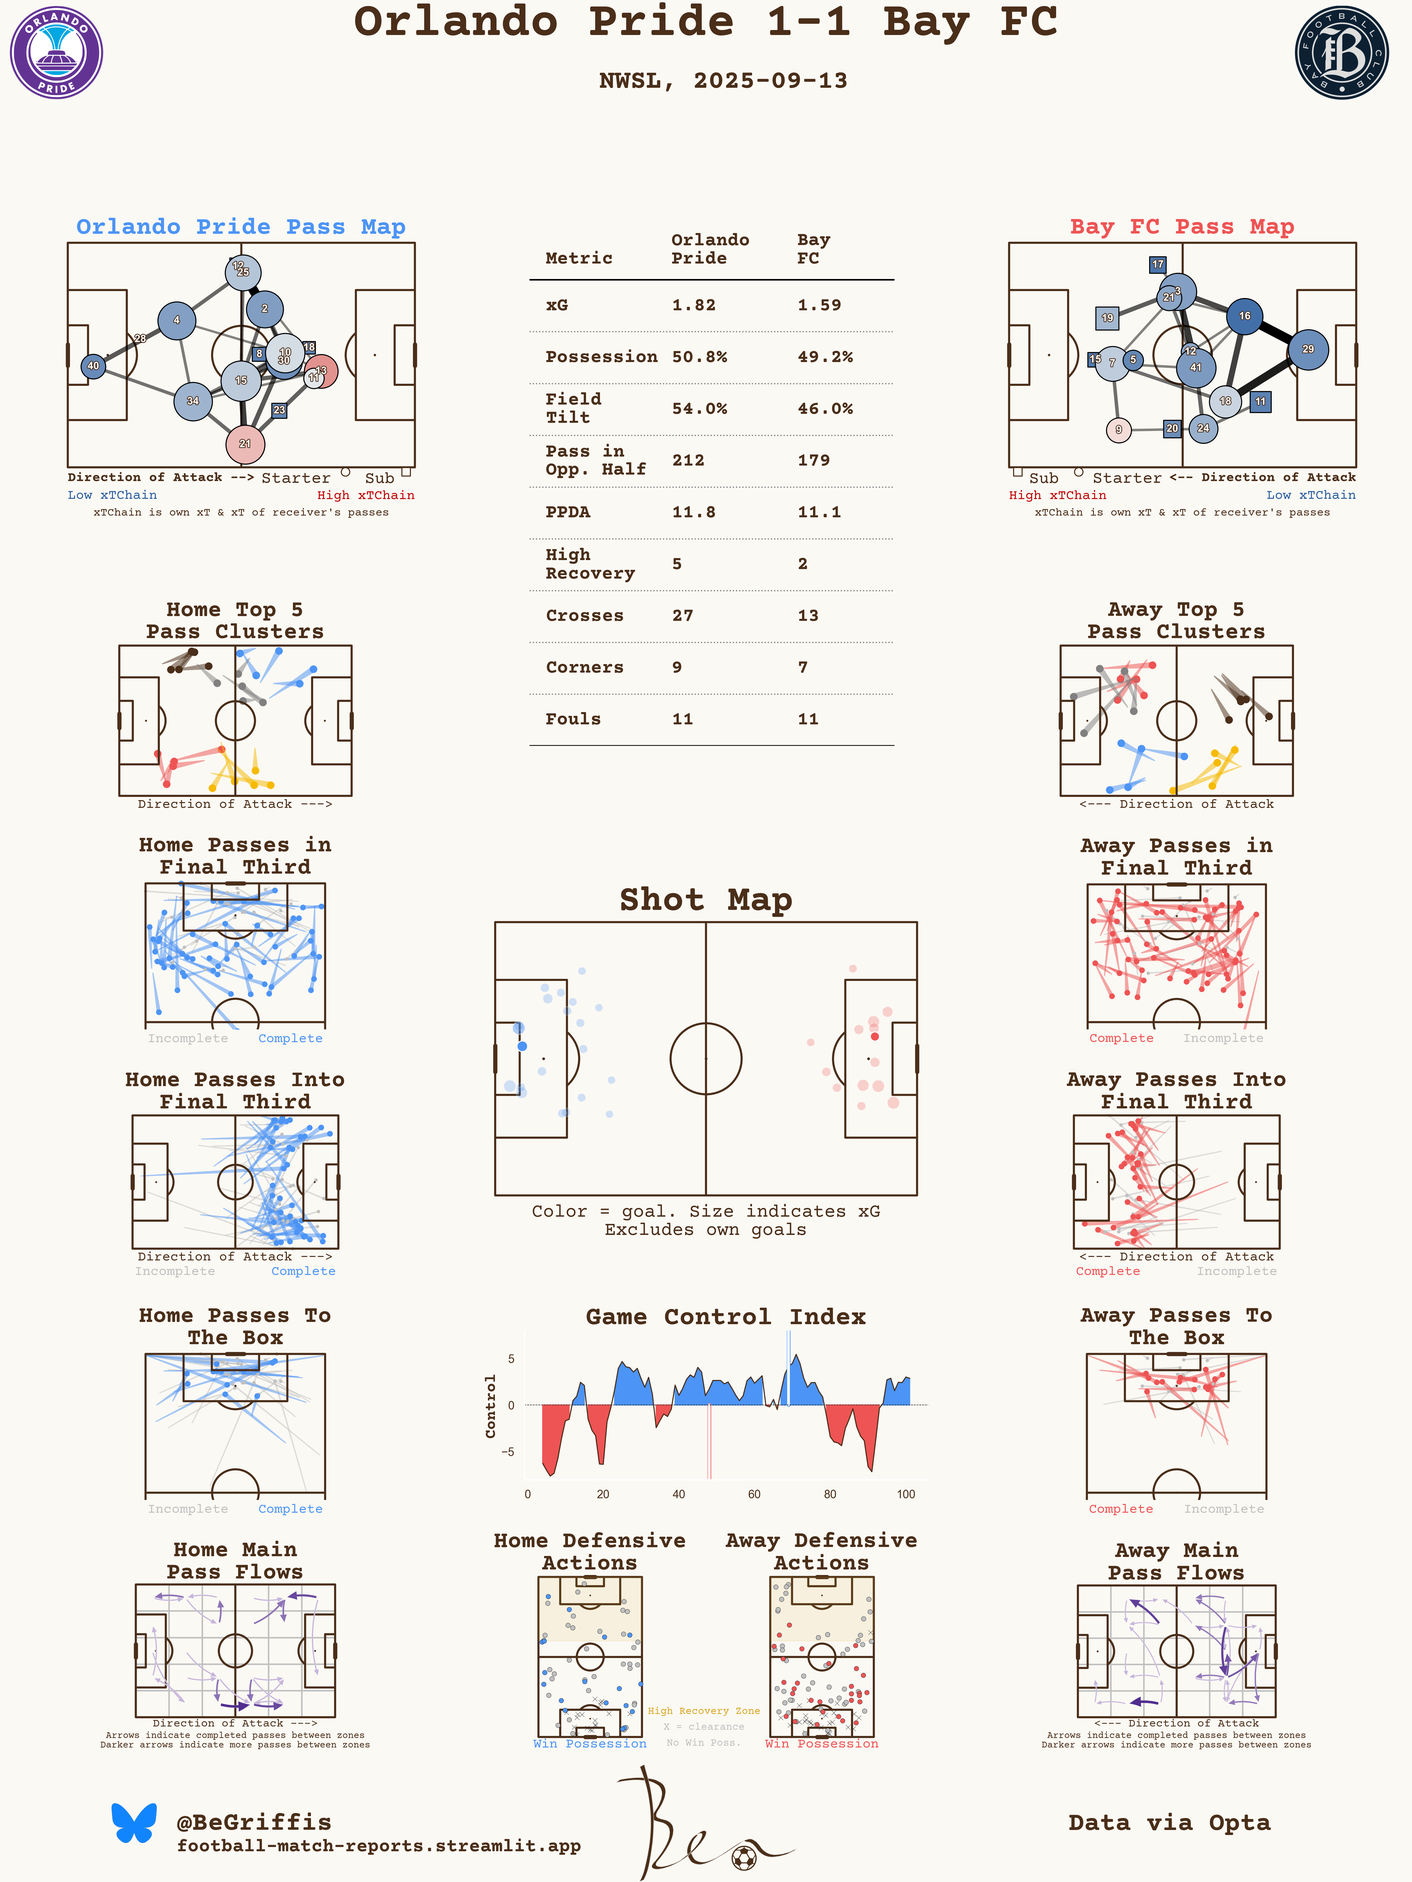 Orlando Pride 1-1 Bay FC
NWSL, 2025-09-13
ORLANDO
PRIDE
BAY FOOTBALL CLUB
B
Orlando Pride Pass Map
12
25
2
4
28
10
8
18
30
40
13
11
15
34
23
21
Direction of Attack --> Starter Sub
Low xTChain High xTChain
xTChain is own xT & xT of receiver's passes
Metric Orlando Pride Bay FC
xG 1.82 1.59
Possession 50.8% 49.2%
Field Tilt 54.0% 46.0%
Pass in Opp. Half 212 179
PPDA 11.8 11.1
High Recovery 5 2
Crosses 27 13
Corners 9 7
Fouls 11 11
Bay FC Pass Map
17
3
21
19
16
29
12
15
7
5
41
18
11
9
20
24
Sub Starter <-- Direction of Attack
High xTChain Low xTChain
xTChain is own xT & xT of receiver's passes
Home Top 5
Pass Clusters
Direction of Attack --->
Away Top 5
Pass Clusters
<--- Direction of Attack
Home Passes in
Final Third
Incomplete Complete
Shot Map
Color = goal. Size indicates xG
Excludes own goals
Away Passes in
Final Third
Complete Incomplete
Home Passes Into
Final Third
Direction of Attack --->
Incomplete Complete
Away Passes Into
Final Third
<--- Direction of Attack
Complete Incomplete
Home Passes To
The Box
Incomplete Complete
Game Control Index
Control
5
0
−5
0 20 40 60 80 100
Away Passes To
The Box
Complete Incomplete
Home Main
Pass Flows
Direction of Attack --->
Arrows indicate completed passes between zones
Darker arrows indicate more passes between zones
Home Defensive
Actions
Win Possession
High Recovery Zone
X = clearance
No Win Poss.
Away Defensive
Actions
Win Possession
Away Main
Pass Flows
<--- Direction of Attack
Arrows indicate completed passes between zones
Darker arrows indicate more passes between zones
@BeGriffis
football-match-reports.streamlit.app
Ben
Data via Opta